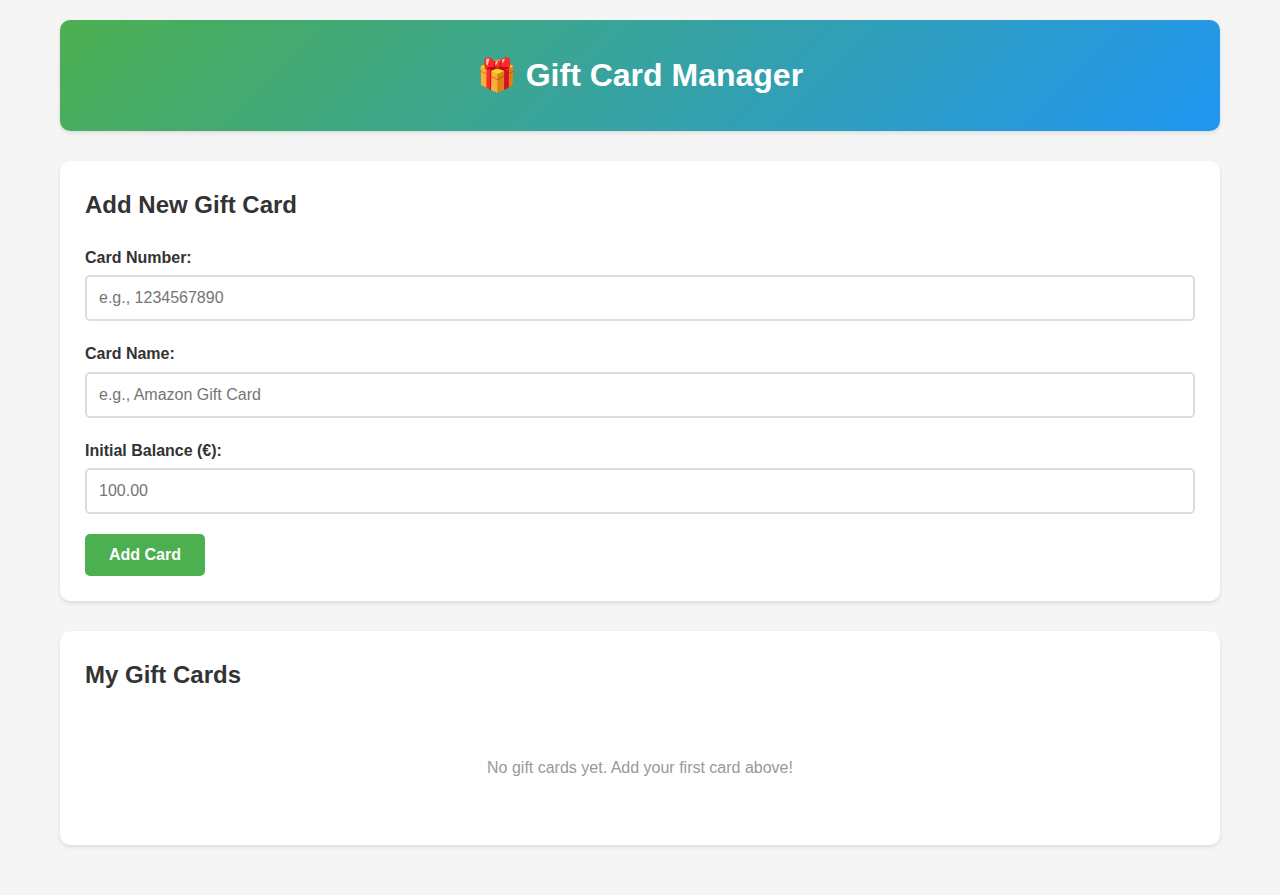 🎁 Gift Card Manager
Add New Gift Card
Card Number:
e.g., 1234567890
Card Name:
e.g., Amazon Gift Card
Initial Balance (€):
100.00
Add Card
My Gift Cards
No gift cards yet. Add your first card above!